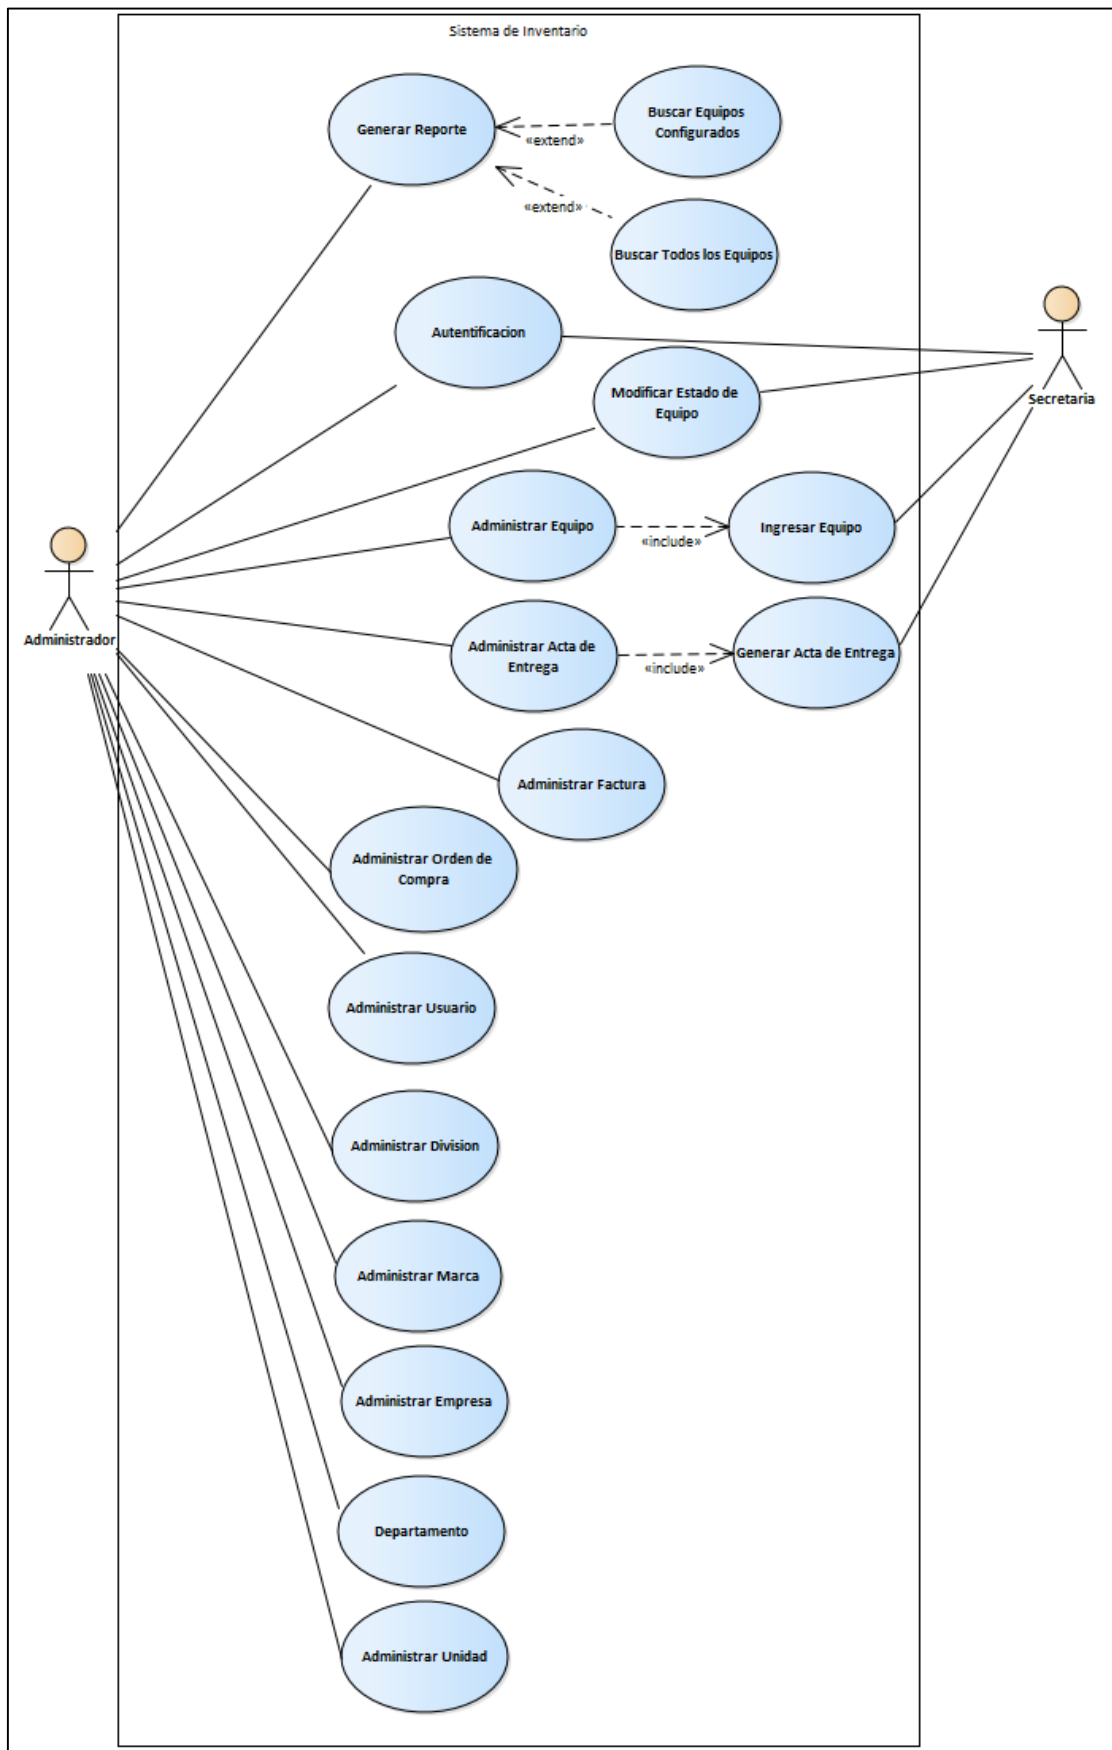 Sistema de Inventario
Generar Reporte
Buscar Equipos
Configurados
«extend»
«extend»
Buscar Todos los Equipos
Autentificacion
Modificar Estado de
Equipo
Secretaria
Administrar Equipo
«include»
Ingresar Equipo
Administrador
Administrar Acta de
Entrega
«include»
Generar Acta de Entrega
Administrar Factura
Administrar Orden de
Compra
Administrar Usuario
Administrar Division
Administrar Marca
Administrar Empresa
Departamento
Administrar Unidad